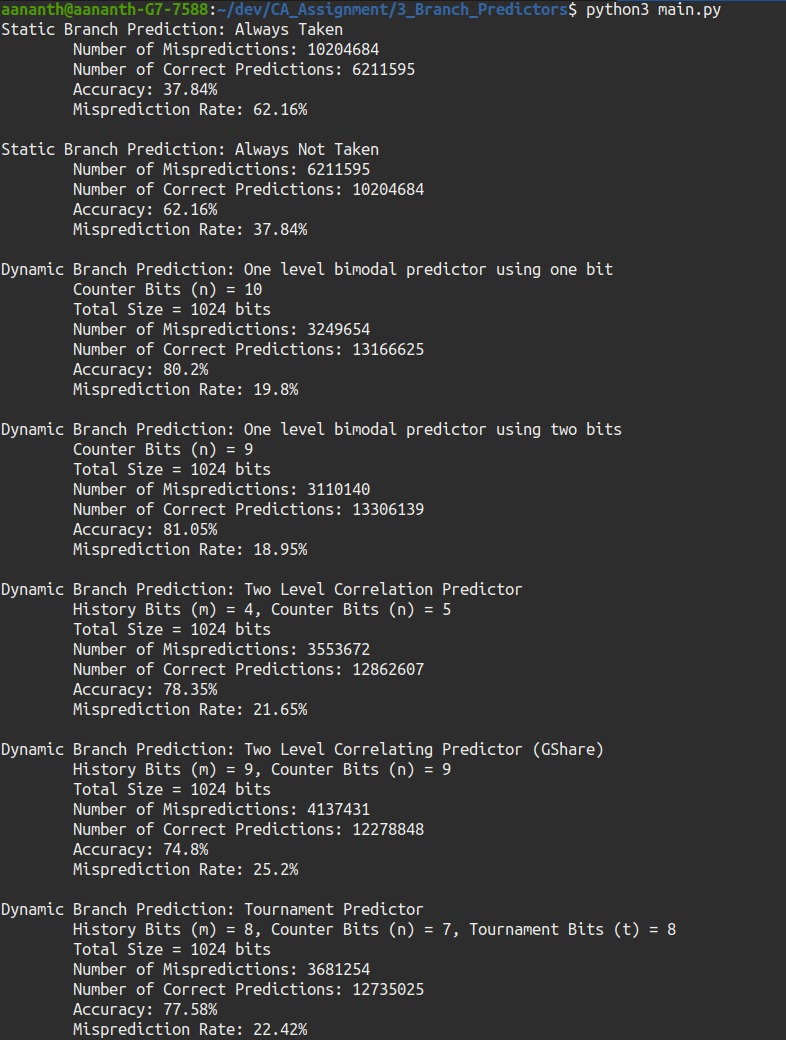 aananth@aananth-G7-7588:~/dev/CA_Assignment/3_Branch_Predictors$ python3 main.py
Static Branch Prediction: Always Taken
Number of Mispredictions: 10204684
Number of Correct Predictions: 6211595
Accuracy: 37.84%
Misprediction Rate: 62.16%
Static Branch Prediction: Always Not Taken
Number of Mispredictions: 6211595
Number of Correct Predictions: 10204684
Accuracy: 62.16%
Misprediction Rate: 37.84%
Dynamic Branch Prediction: One level bimodal predictor using one bit
Counter Bits (n) = 10
Total Size = 1024 bits
Number of Mispredictions: 3249654
Number of Correct Predictions: 13166625
Accuracy: 80.2%
Misprediction Rate: 19.8%
Dynamic Branch Prediction: One level bimodal predictor using two bits
Counter Bits (n) = 9
Total Size = 1024 bits
Number of Mispredictions: 3110140
Number of Correct Predictions: 13306139
Accuracy: 81.05%
Misprediction Rate: 18.95%
Dynamic Branch Prediction: Two Level Correlation Predictor
History Bits (m) = 4, Counter Bits (n) = 5
Total Size = 1024 bits
Number of Mispredictions: 3553672
Number of Correct Predictions: 12862607
Accuracy: 78.35%
Misprediction Rate: 21.65%
Dynamic Branch Prediction: Two Level Correlating Predictor (GShare)
History Bits (m) = 9, Counter Bits (n) = 9
Total Size = 1024 bits
Number of Mispredictions: 4137431
Number of Correct Predictions: 12278848
Accuracy: 74.8%
Misprediction Rate: 25.2%
Dynamic Branch Prediction: Tournament Predictor
History Bits (m) = 8, Counter Bits (n) = 7, Tournament Bits (t) = 8
Total Size = 1024 bits
Number of Mispredictions: 3681254
Number of Correct Predictions: 12735025
Accuracy: 77.58%
Misprediction Rate: 22.42%